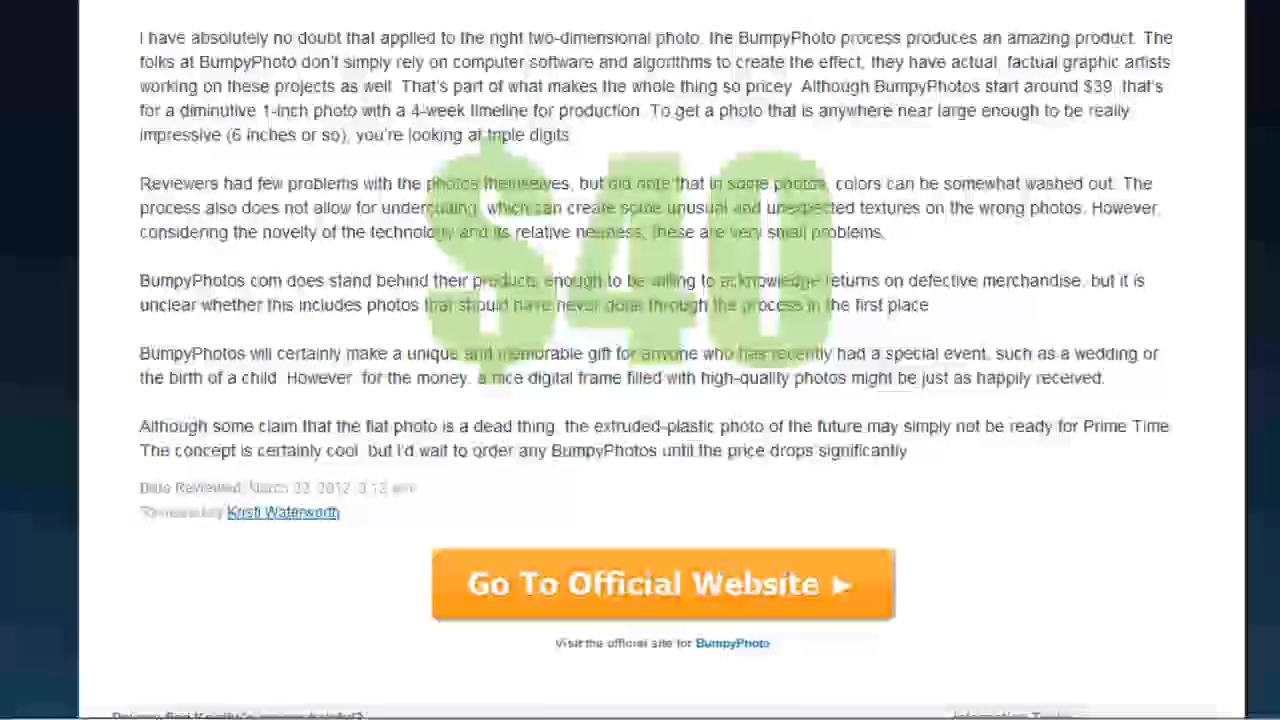 I have absolutely no doubt that applied to the right two-dimensional photo, the BumpyPhoto process produces an amazing product. The
folks at BumpyPhoto don't simply rely on computer software and algorithms to create the effect, they have actual, factual graphic artists
working on these projects as well. That's part of what makes the whole thing so pricey. Although BumpyPhotos start around $39, that's
for a diminutive 1-inch photo with a 4-week timeline for production. To get a photo that is anywhere near large enough to be really
impressive (6 inches or so), you're looking at triple digits.
$40
Reviewers had few problems with the photos themselves, but did note that in some photos, colors can be somewhat washed out. The
process also does not allow for undercutting, which can create some unusual and unexpected textures on the wrong photos. However,
considering the novelty of the technology and its relative newness, these are very small problems.
BumpyPhotos.com does stand behind their products enough to be willing to acknowledge returns on defective merchandise, but it is
unclear whether this includes photos that should have never gone through the process in the first place.
BumpyPhotos will certainly make a unique and memorable gift for anyone who has recently had a special event, such as a wedding or
the birth of a child. However, for the money, a nice digital frame filled with high-quality photos might be just as happily received.
Although some claim that the flat photo is a dead thing, the extruded-plastic photo of the future may simply not be ready for Prime Time.
The concept is certainly cool, but I'd wait to order any BumpyPhotos until the price drops significantly.
Date Reviewed: March 22, 2012
Kristi Waterworth
Go To Official Website ►
Visit the official site for BumpyPhoto